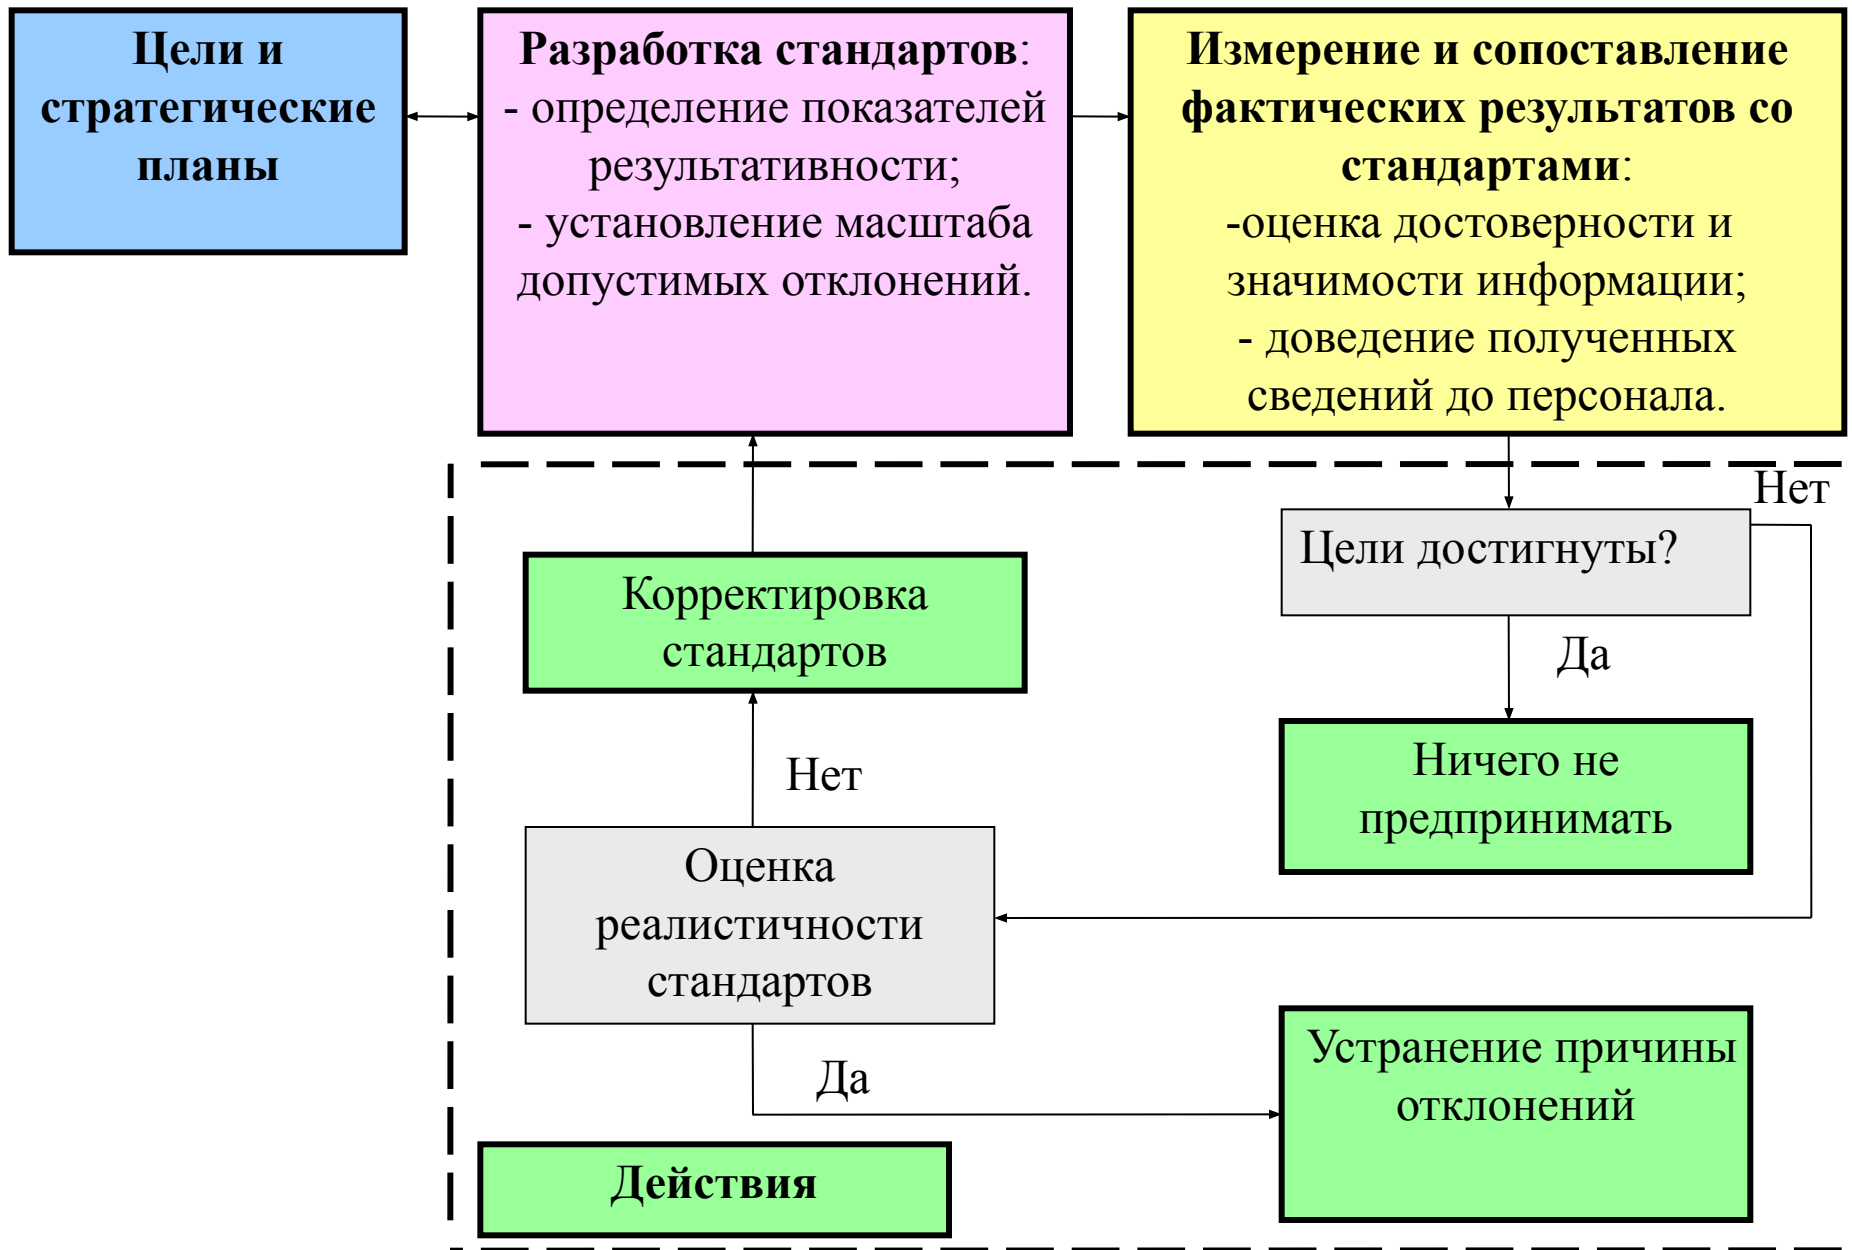 Цели и
стратегические
планы
Разработка стандартов:
- определение показателей
результативности;
- установление масштаба
допустимых отклонений.
Измерение и сопоставление
фактических результатов со
стандартами:
-оценка достоверности и
значимости информации;
- доведение полученных
сведений до персонала.
Нет
Цели достигнуты?
Да
Ничего не
предпринимать
Корректировка
стандартов
Нет
Оценка
реалистичности
стандартов
Да
Устранение причины
отклонений
Действия